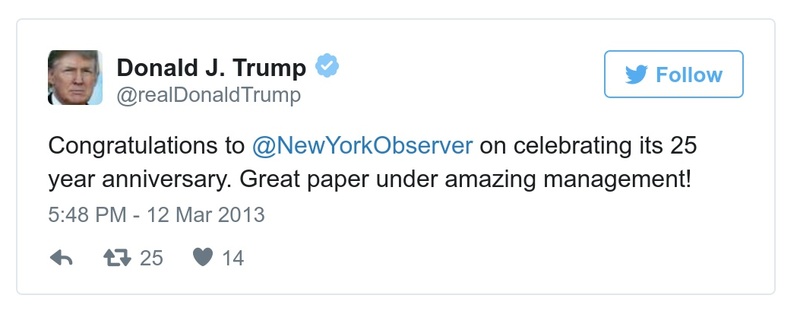 Donald J. Trump
@realDonaldTrump
Follow
Congratulations to @NewYorkObserver on celebrating its 25
year anniversary. Great paper under amazing management!
5:48 PM - 12 Mar 2013
25 14